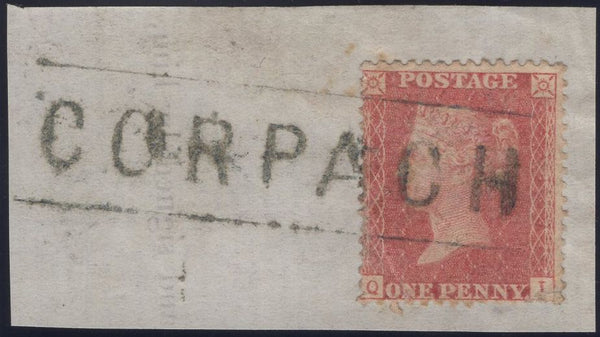 CORPACH
POSTAGE
Q ONE PENNY I